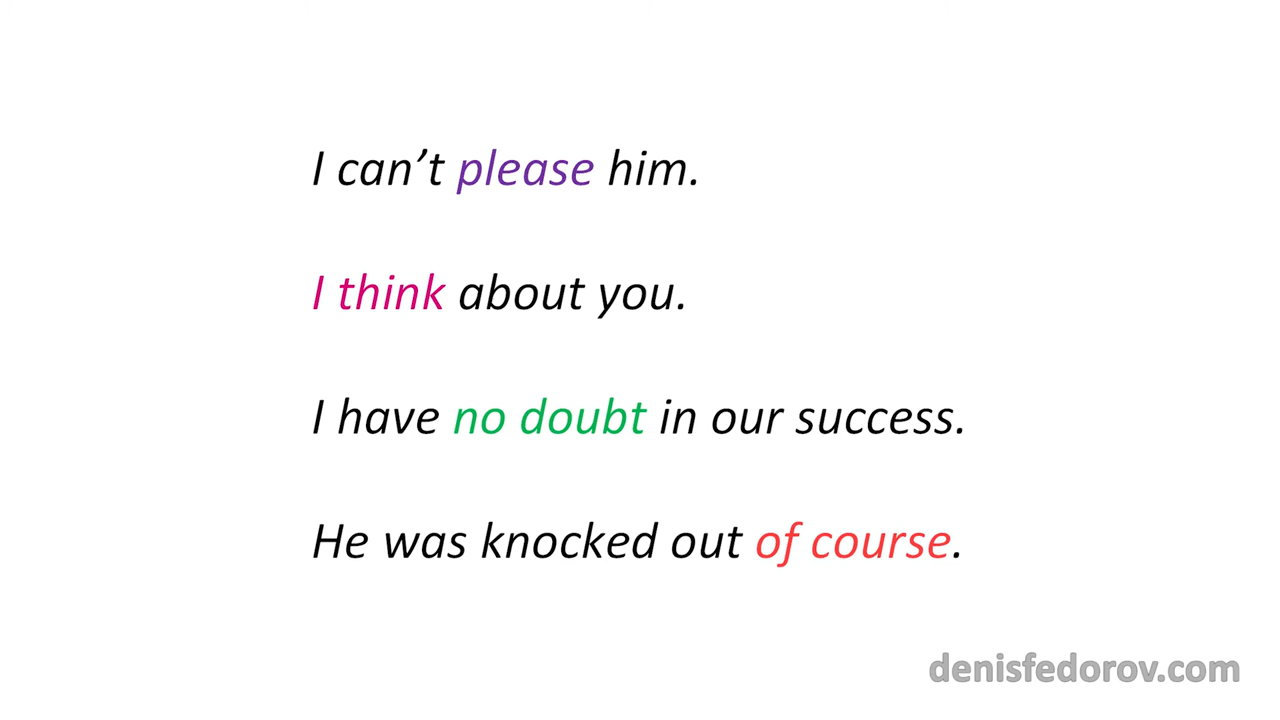 I can’t please him.
I think about you.
I have no doubt in our success.
He was knocked out of course.
denisfedorov.com